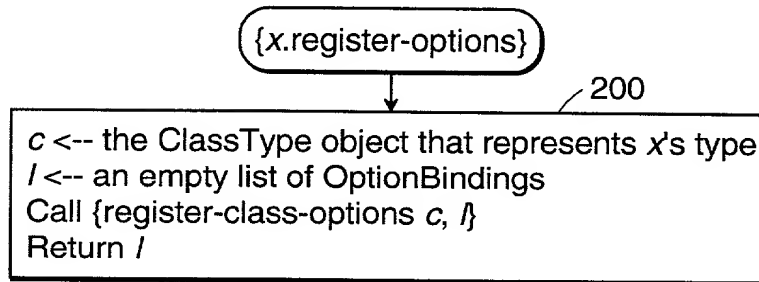 {x.register-options}
200
c <-- the ClassType object that represents x's type
l <-- an empty list of OptionBindings
Call {register-class-options c, l}
Return l